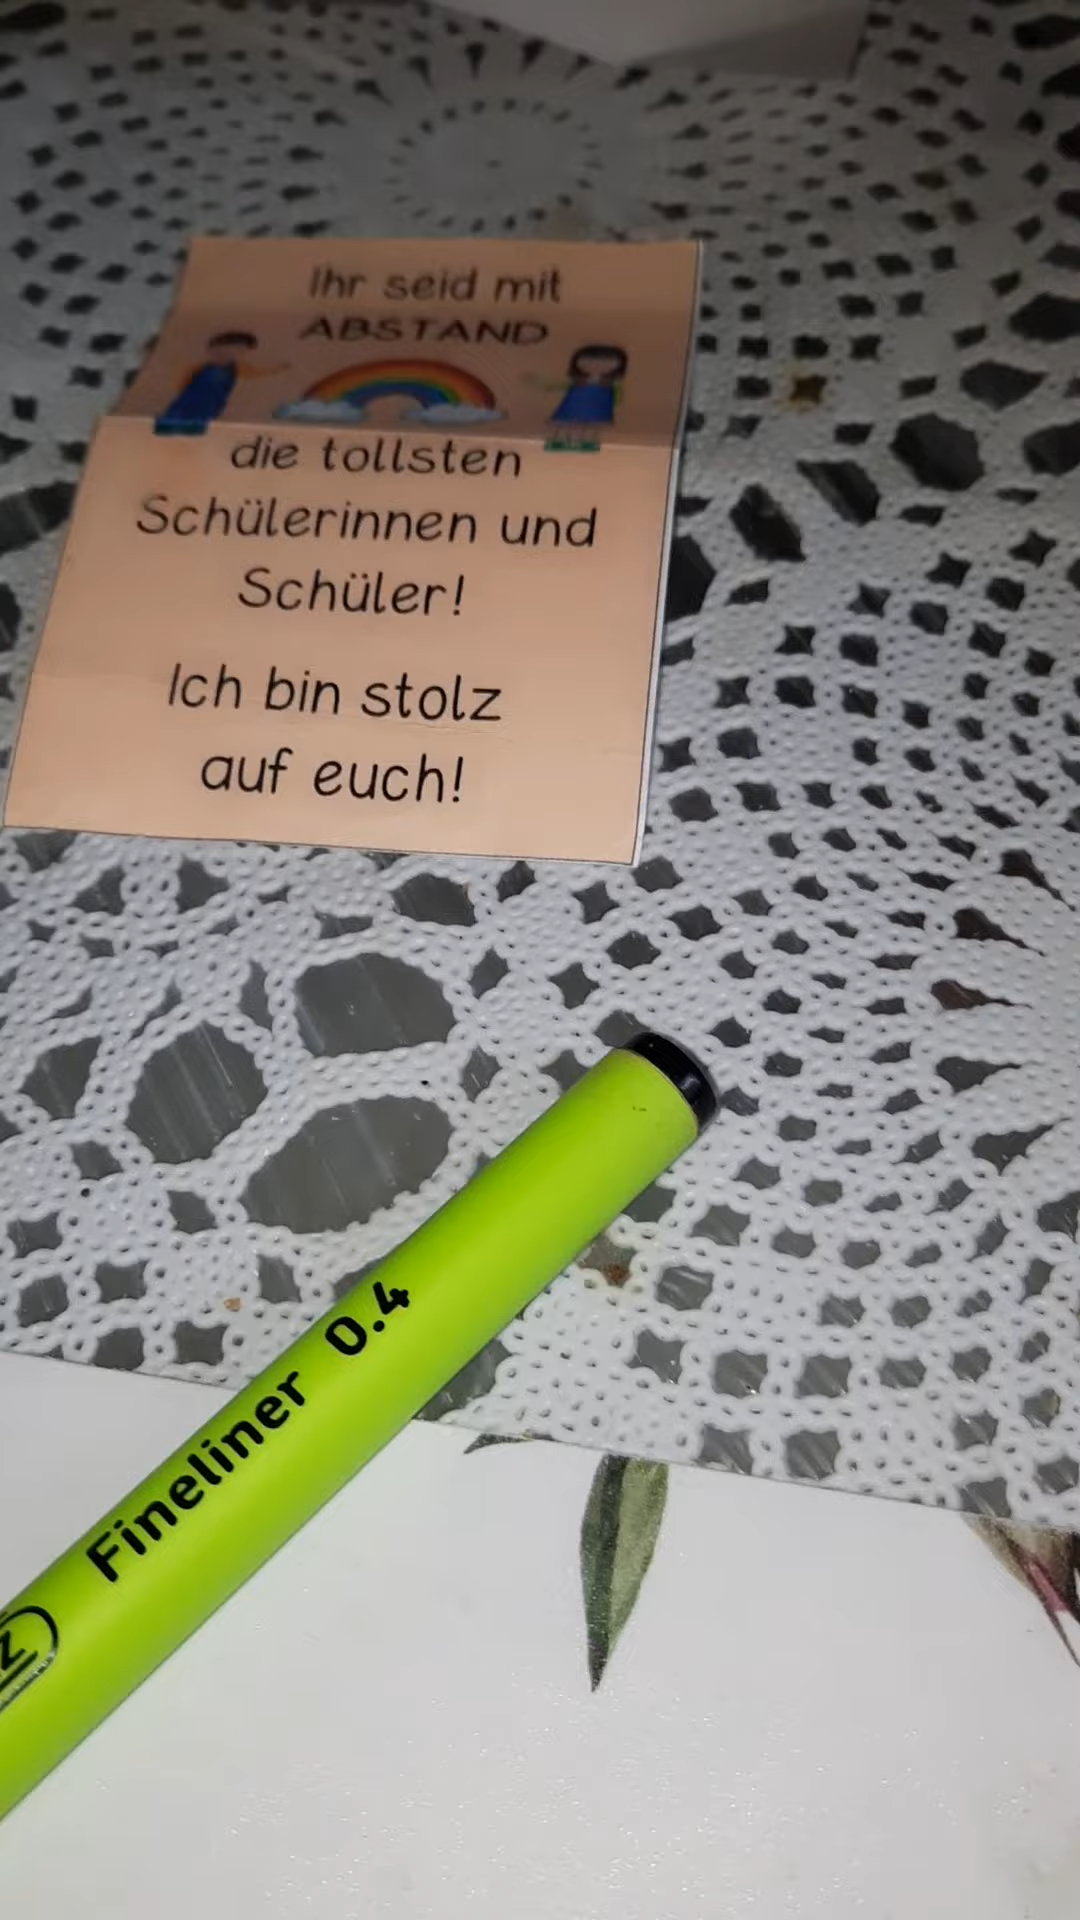 Ihr seid mit
ABSTAND
die tollsten
Schülerinnen und
Schüler!
Ich bin stolz
auf euch!
Fineliner 0.4